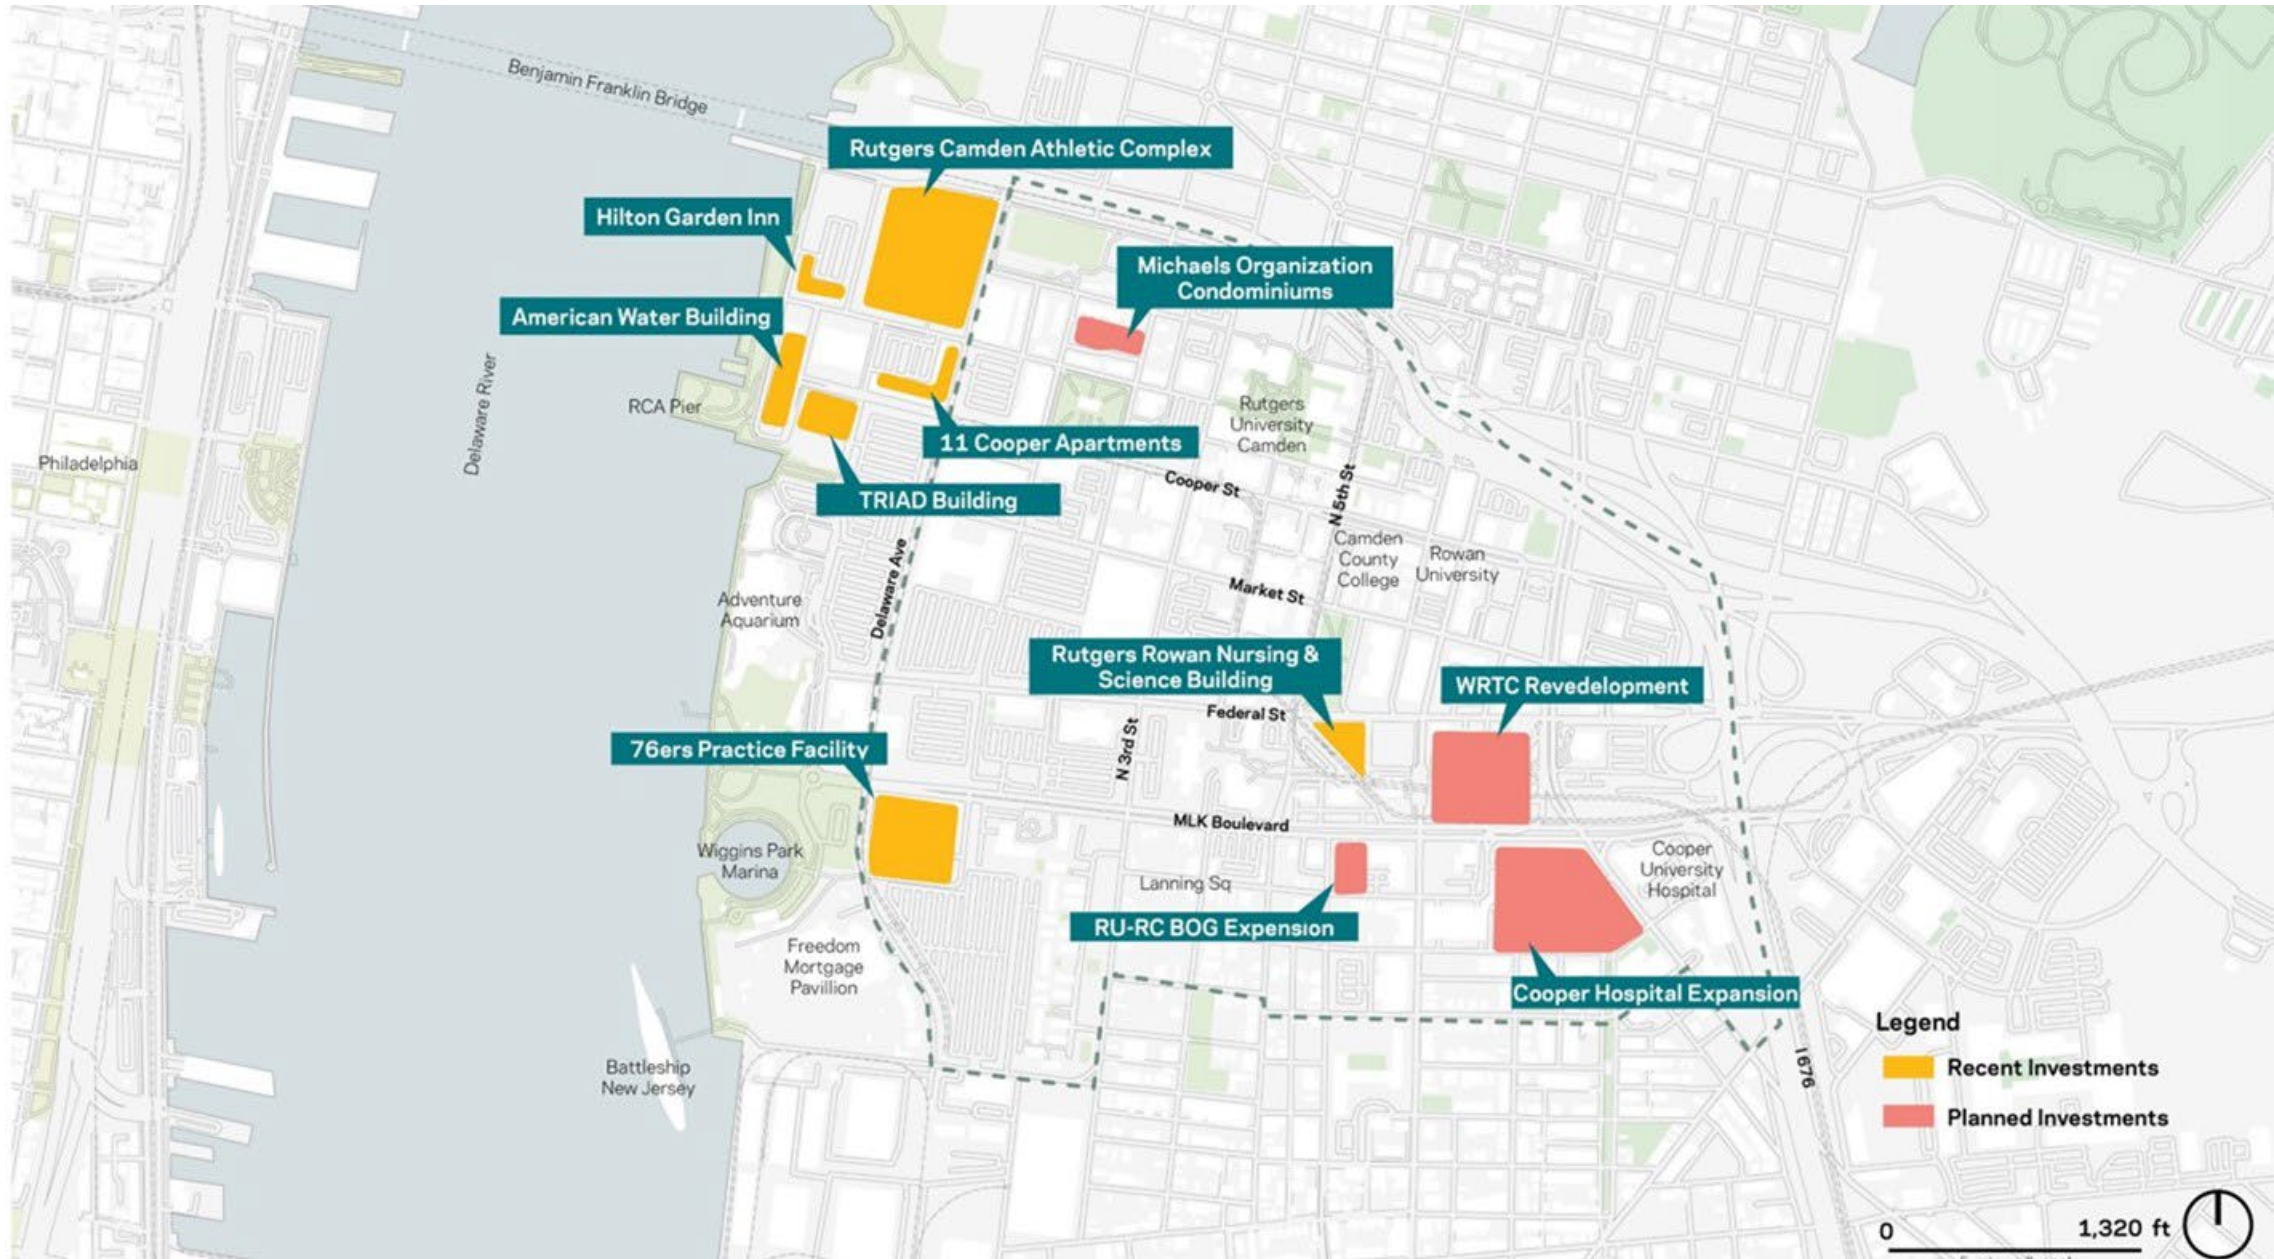 Benjamin Franklin Bridge
Rutgers Camden Athletic Complex
Hilton Garden Inn
Michaels Organization
Condominiums
American Water Building
Delaware River
RCA Pier
Philadelphia
Rutgers
University
Camden
11 Cooper Apartments
Cooper St
N 5th St
TRIAD Building
Delaware Ave
Camden
County
College
Rowan
University
Market St
Adventure
Aquarium
Rutgers Rowan Nursing &
Science Building
WRTC Revedelopment
Federal St
N 3rd St
76ers Practice Facility
MLK Boulevard
Wiggins Park
Marina
Lanning Sq
Cooper
University
Hospital
RU-RC BOG Expension
Freedom
Mortgage
Pavillion
Cooper Hospital Expansion
Battleship
New Jersey
I 676
Legend
Recent Investments
Planned Investments
0
1,320 ft